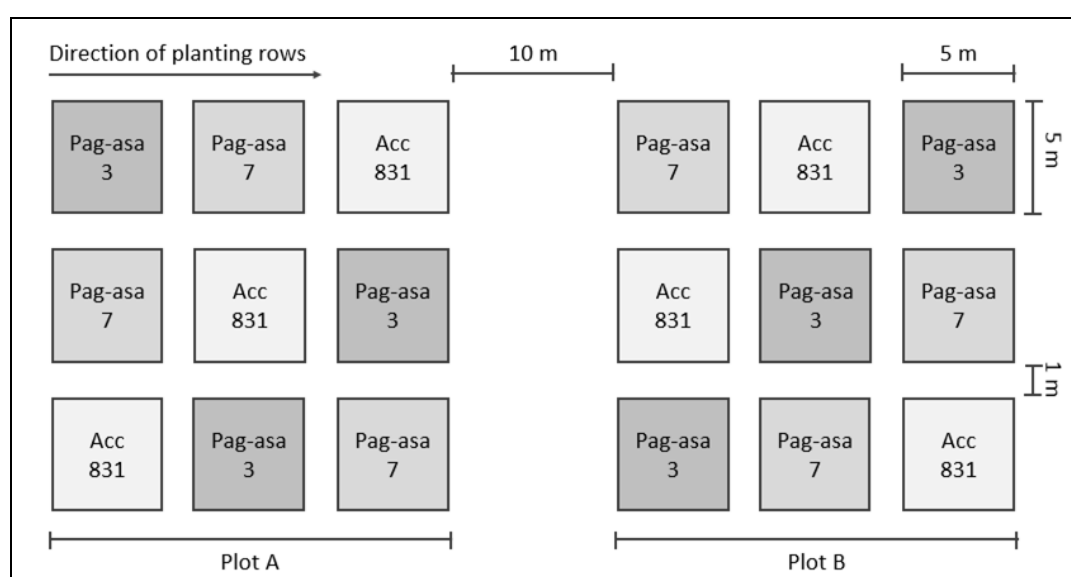 Direction of planting rows
10 m
5 m
Pag-asa
3
Pag-asa
7
Acc
831
Pag-asa
7
Acc
831
Pag-asa
3
5 m
Pag-asa
7
Acc
831
Pag-asa
3
Acc
831
Pag-asa
3
Pag-asa
7
1 m
Acc
831
Pag-asa
3
Pag-asa
7
Pag-asa
3
Pag-asa
7
Acc
831
Plot A
Plot B